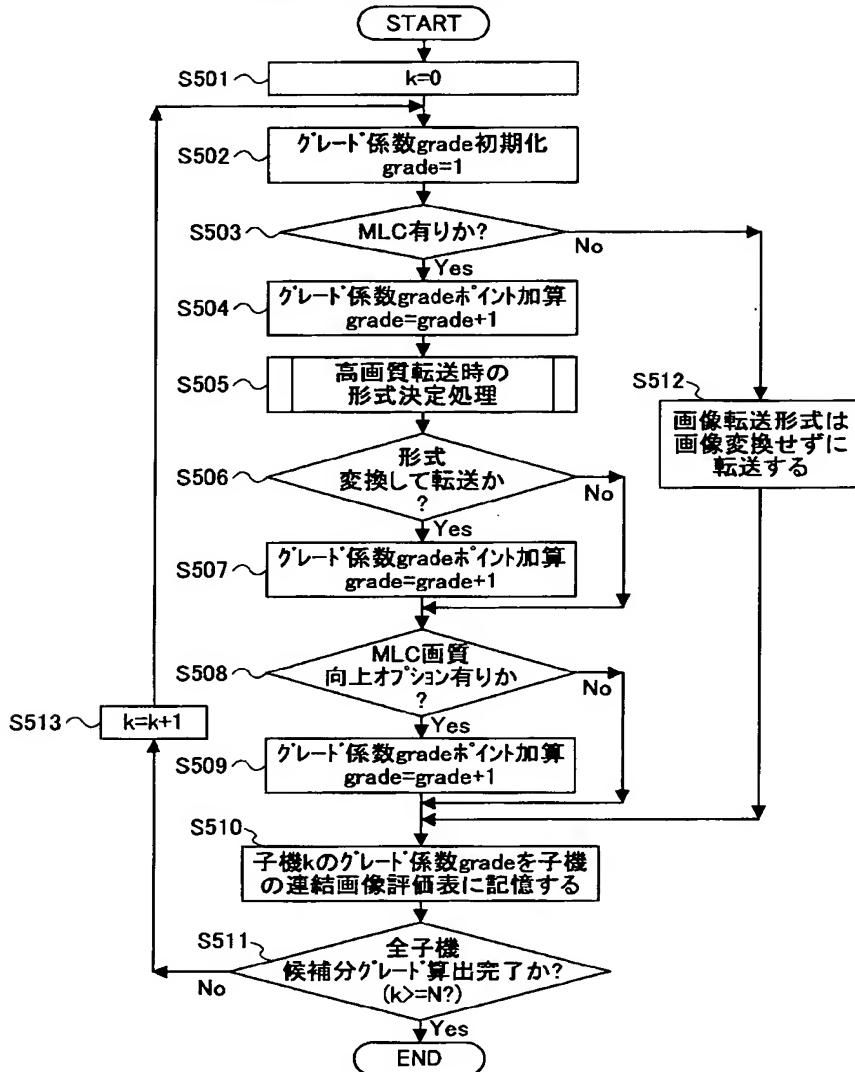 START
S501
k=0
S502
グレード係数grade初期化
grade=1
S503
MLC有りか?
No
Yes
S504
グレード係数gradeポイント加算
grade=grade+1
S505
高画質転送時の
形式決定処理
S512
画像転送形式は
画像変換せずに
転送する
S506
形式
変換して転送か
?
No
Yes
S507
グレード係数gradeポイント加算
grade=grade+1
S508
MLC画質
向上オプション有りか
?
No
Yes
S513
k=k+1
S509
グレード係数gradeポイント加算
grade=grade+1
S510
子機kのグレード係数gradeを子機
の連結画像評価表に記憶する
S511
全子機
候補分グレード算出完了か?
(k>=N?)
No
Yes
END